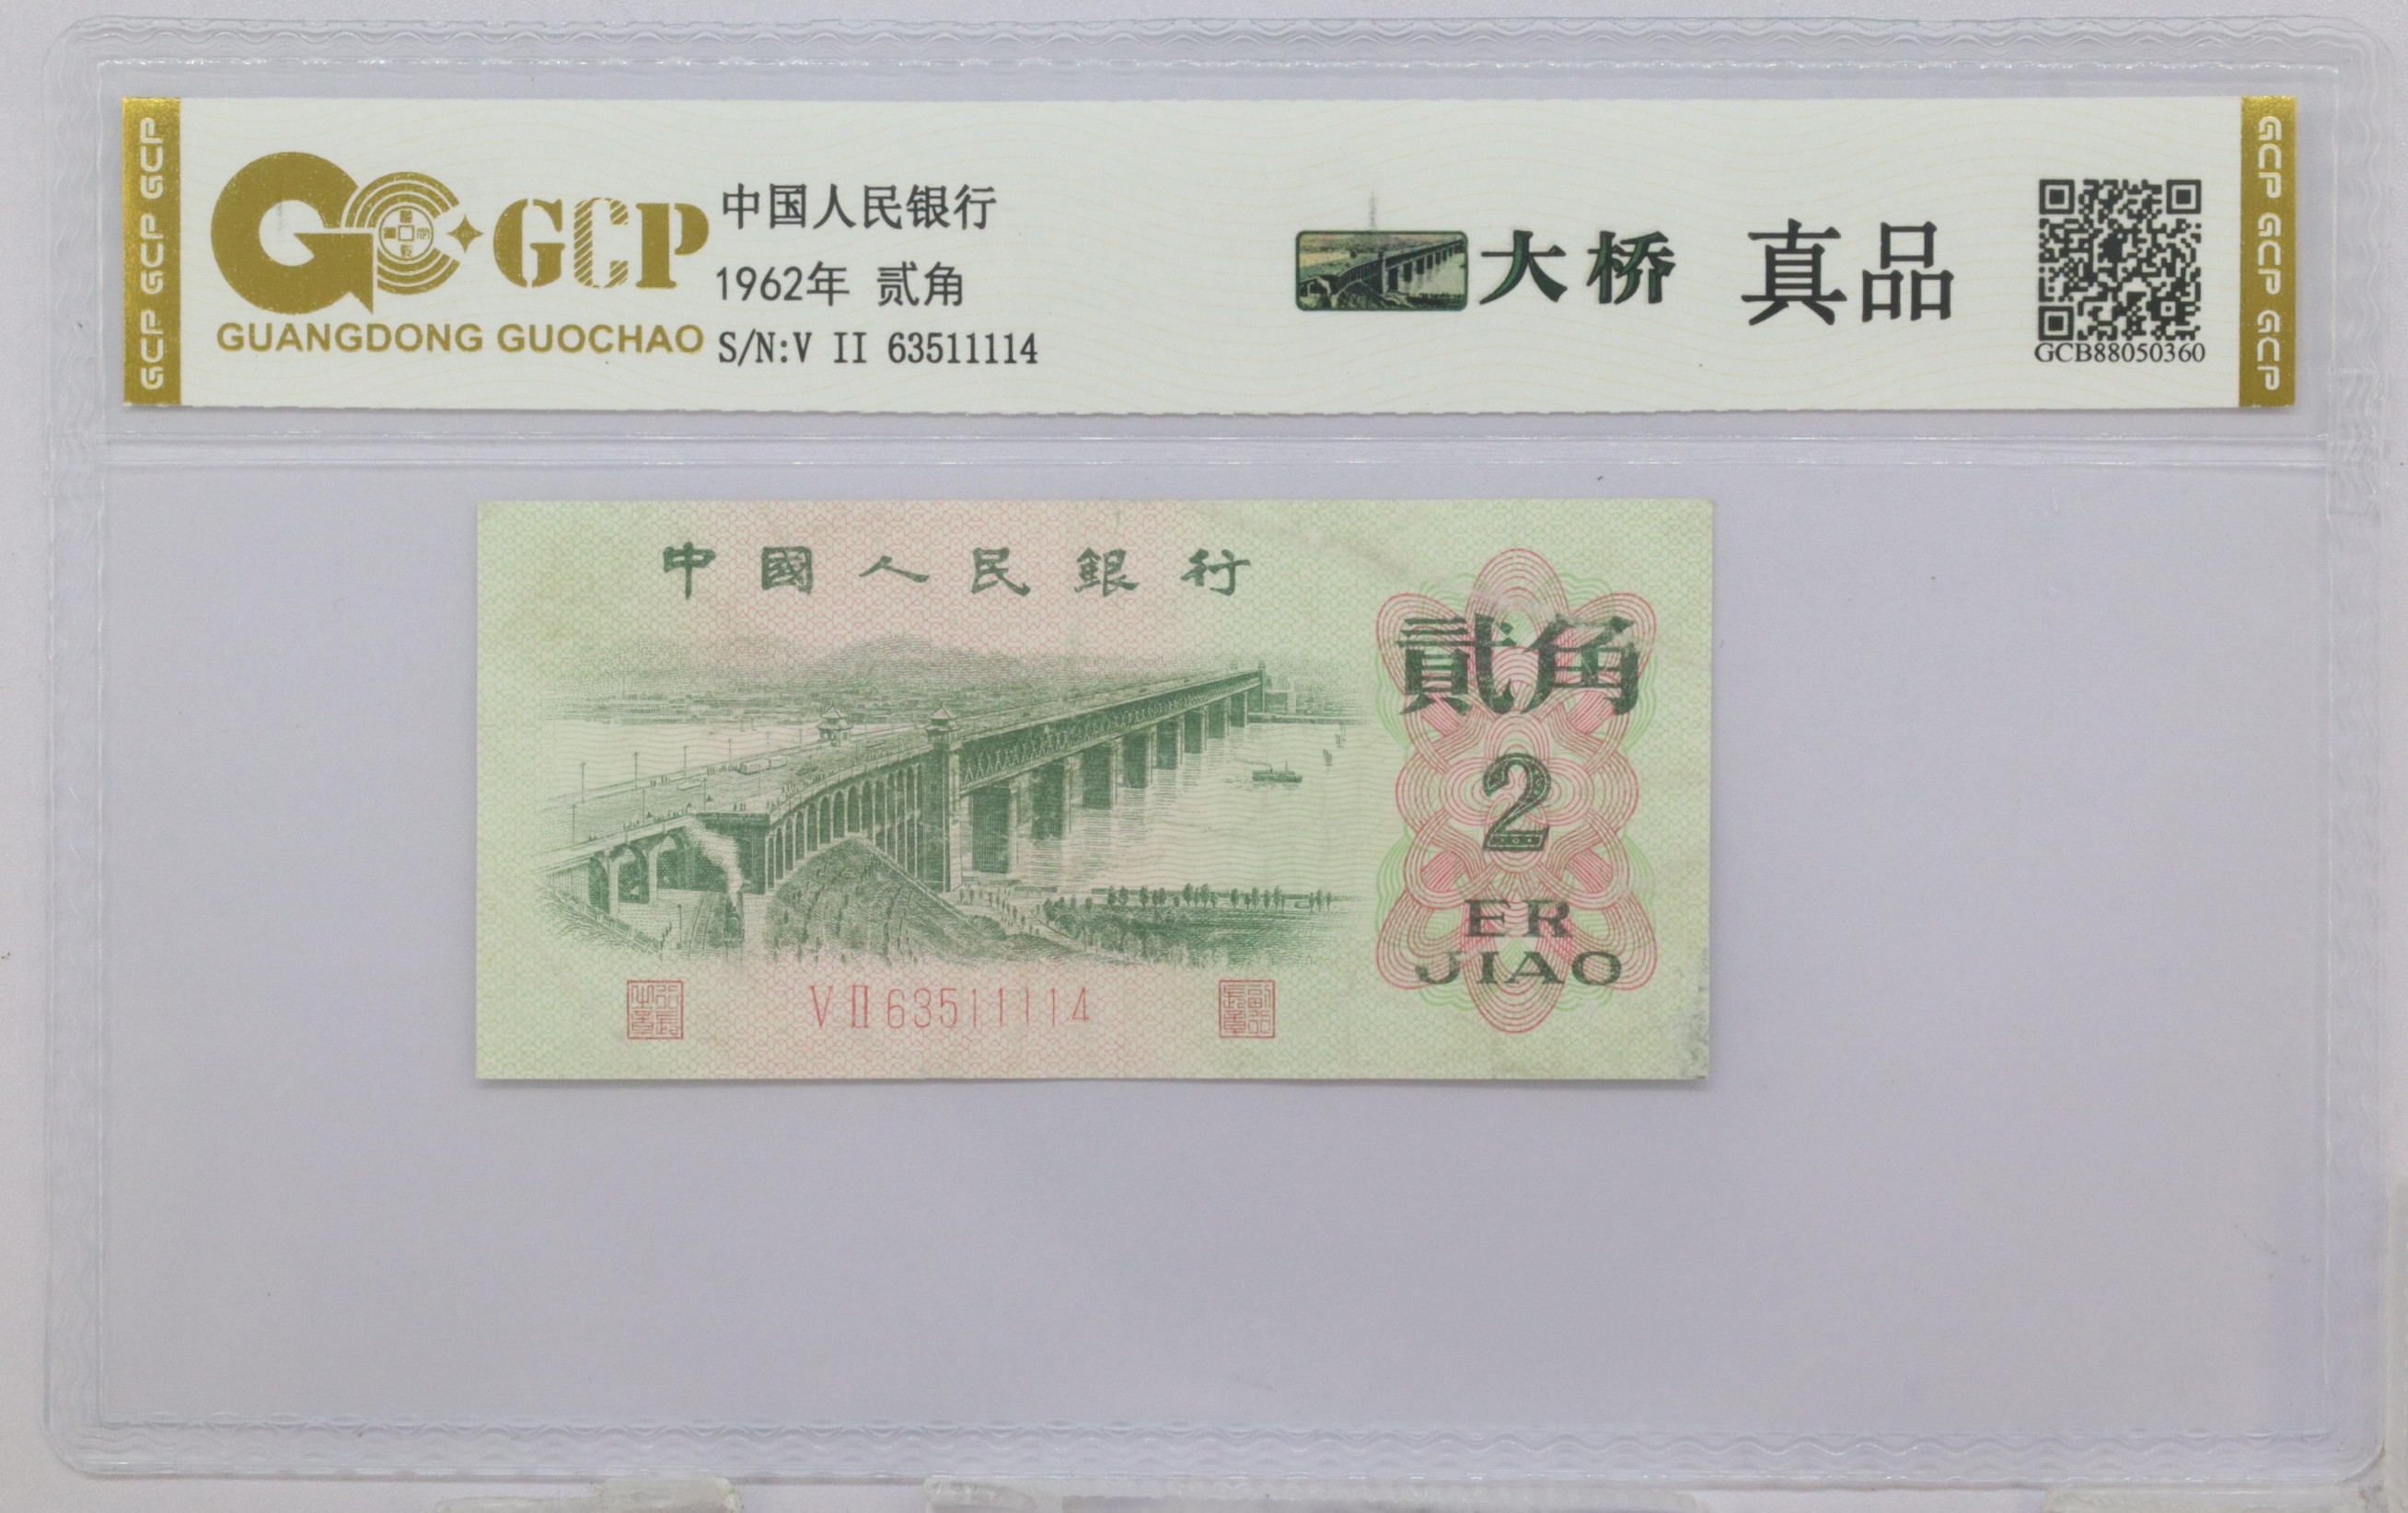 GCP GCP GCP
GCP
GUANGDONG GUOCHAO
中国人民银行
1962年 贰角
S/N:V II 63511114
大桥
真品
GCB88050360
GCP GCP GCP
中國人民銀行
貳角
2
ER
JIAO
V II 63511114